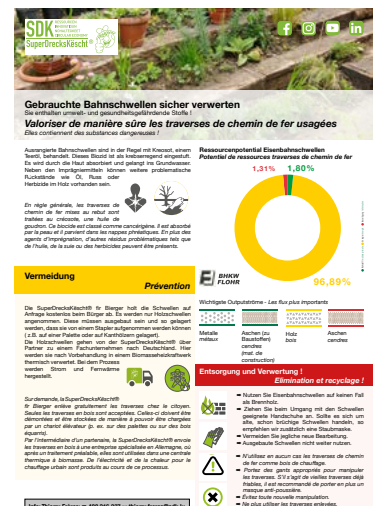 SDK
SuperDrecksKëscht®
Gebrauchte Bahnschwellen sicher verwerten
Sie enthalten umwelt- und gesundheitsgefährdende Stoffe !
Valoriser de manière sûre les traverses de chemin de fer usagées
Elles contiennent des substances dangereuses !
Ausrangierte Bahnschwellen sind in der Regel mit Kreosot, einem
Teeröl, behandelt. Dieses Biozid ist als krebserregend eingestuft.
Es wird durch die Haut absorbiert und gelangt ins Grundwasser.
Neben den Imprägniermitteln können weitere problematische
Rückstände wie Öl, Russ oder
Herbizide im Holz vorhanden sein.
En règle générale, les traverses de
chemin de fer mises au rebut sont
traitées au créosote, une huile de
goudron. Ce biocide est classé comme cancérigène. Il est absorbé
par la peau et il parvient dans les nappes phréatiques. En plus des
agents d'imprégnation, d'autres résidus problématiques tels que
de l'huile, de la suie ou des herbicides peuvent être présents.
Ressourcenpotential Eisenbahnschwellen
Potentiel de ressources traverses de chemin de fer
1,31% 1,80%
96,89%
BHKW
FLOHR
Wichtigste Outputströme - Les flux plus importants
Metalle
métaux
Aschen (zu
Baustoffen)
cendres
(mat. de
construction)
Holz
bois
Aschen
cendres
Vermeidung
Prévention
Die SuperDrecksKëscht® fir Bierger holt die Schwellen auf
Anfrage kostenlos beim Bürger ab. Es werden nur Holzschwellen
angenommen. Diese müssen ausgebaut sein und so gelagert
werden, dass sie von einem Stapler aufgenommen werden können
(z.B. auf einer Palette oder auf Kanthölzern gelagert).
Die Holzschwellen gehen von der SuperDrecksKëscht® über
Partner zu einem Fachunternehmen nach Deutschland. Hier
werden sie nach Vorbehandlung in einem Biomasseheizkraftwerk
thermisch verwertet. Bei dem Prozess
werden Strom und Fernwärme
hergestellt.
Sur demande, la SuperDrecksKëscht®
fir Bierger enlève gratuitement les traverses chez le citoyen.
Seules les traverses en bois sont acceptées. Celles-ci doivent être
démontées et être stockées de manière à pouvoir être chargées
par un chariot élévateur (p. ex. sur des palettes ou sur des bois
équarris).
Par l'intermédiaire d'un partenaire, la SuperDrecksKëscht® envoie
les traverses en bois à une entreprise spécialisée en Allemagne, où
après un traitement préalable, elles sont utilisées dans une centrale
thermique à biomasse. De l'électricité et de la chaleur pour le
chauffage urbain sont produits au cours de ce processus.
Entsorgung und Verwertung !
Elimination et recyclage !
➡ Nutzen Sie Eisenbahnschwellen auf keinen Fall
als Brennholz.
➡ Ziehen Sie beim Umgang mit den Schwellen
geeignete Handschuhe an. Sollte es sich um
alte, schon brüchige Schwellen handeln, so
empfehlen wir zusätzlich eine Staubmaske.
➡ Vermeiden Sie jegliche neue Bearbeitung.
➡ Ausgebaute Schwellen nicht weiter nutzen.
➡ N'utilisez en aucun cas les traverses de chemin
de fer comme bois de chauffage.
➡ Portez des gants appropriés pour manipuler
les traverses. S'il s'agit de vieilles traverses déjà
friables, il est recommandé de porter en plus un
masque anti-poussière.
➡ Évitez toute nouvelle manipulation.
➡ Ne plus utiliser les traverses enlevées.